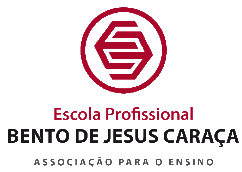 Escola Profissional
BENTO DE JESUS CARAÇA
ASSOCIAÇÃO PARA O ENSINO